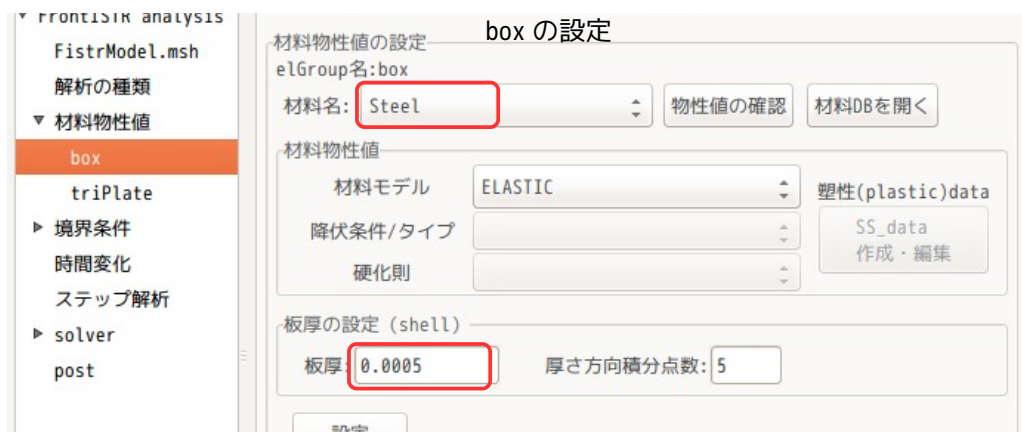 FrontISTR analysis
FistrModel.msh
解析の種類
材料物性値
box
triPlate
境界条件
時間変化
ステップ解析
solver
post
box の設定
材料物性値の設定
elGroup名:box
材料名: Steel 物性値の確認 材料DBを開く
材料物性値
材料モデル ELASTIC 塑性(plastic)data
降伏条件/タイプ SS_data
作成・編集
硬化則
板厚の設定 (shell)
板厚: 0.0005 厚さ方向積分点数: 5
設定